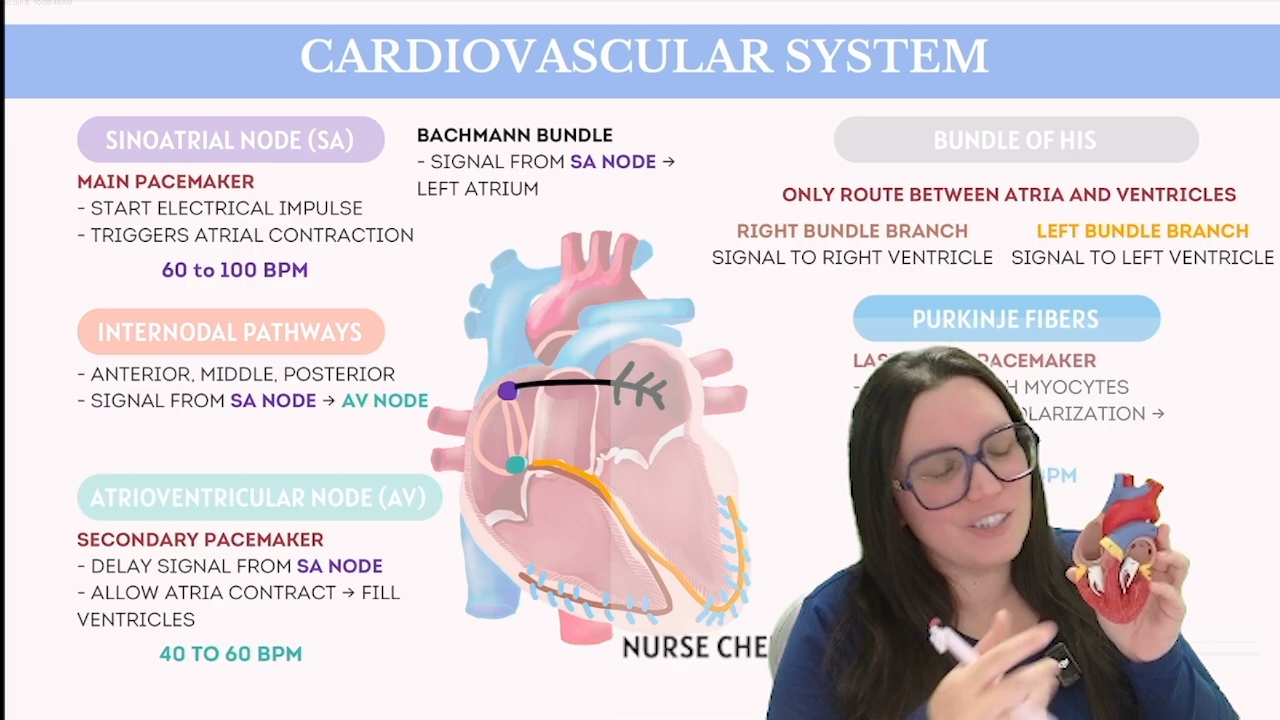 CARDIOVASCULAR SYSTEM
SINOATRIAL NODE (SA)
MAIN PACEMAKER
- START ELECTRICAL IMPULSE
- TRIGGERS ATRIAL CONTRACTION
60 to 100 BPM
BACHMANN BUNDLE
- SIGNAL FROM SA NODE →
LEFT ATRIUM
INTERNODAL PATHWAYS
- ANTERIOR, MIDDLE, POSTERIOR
- SIGNAL FROM SA NODE → AV NODE
ATRIOVENTRICULAR NODE (AV)
SECONDARY PACEMAKER
- DELAY SIGNAL FROM SA NODE
- ALLOW ATRIA CONTRACT → FILL
VENTRICLES
40 TO 60 BPM
BUNDLE OF HIS
ONLY ROUTE BETWEEN ATRIA AND VENTRICLES
RIGHT BUNDLE BRANCH
SIGNAL TO RIGHT VENTRICLE
LEFT BUNDLE BRANCH
SIGNAL TO LEFT VENTRICLE
PURKINJE FIBERS
PACEMAKER
MYOCYTES
→
BPM
NURSE CHE